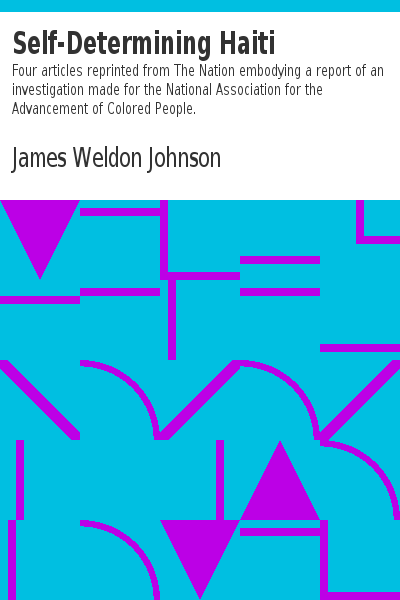 Self-Determining Haiti
Four articles reprinted from The Nation embodying a report of an
investigation made for the National Association for the
Advancement of Colored People.
James Weldon Johnson